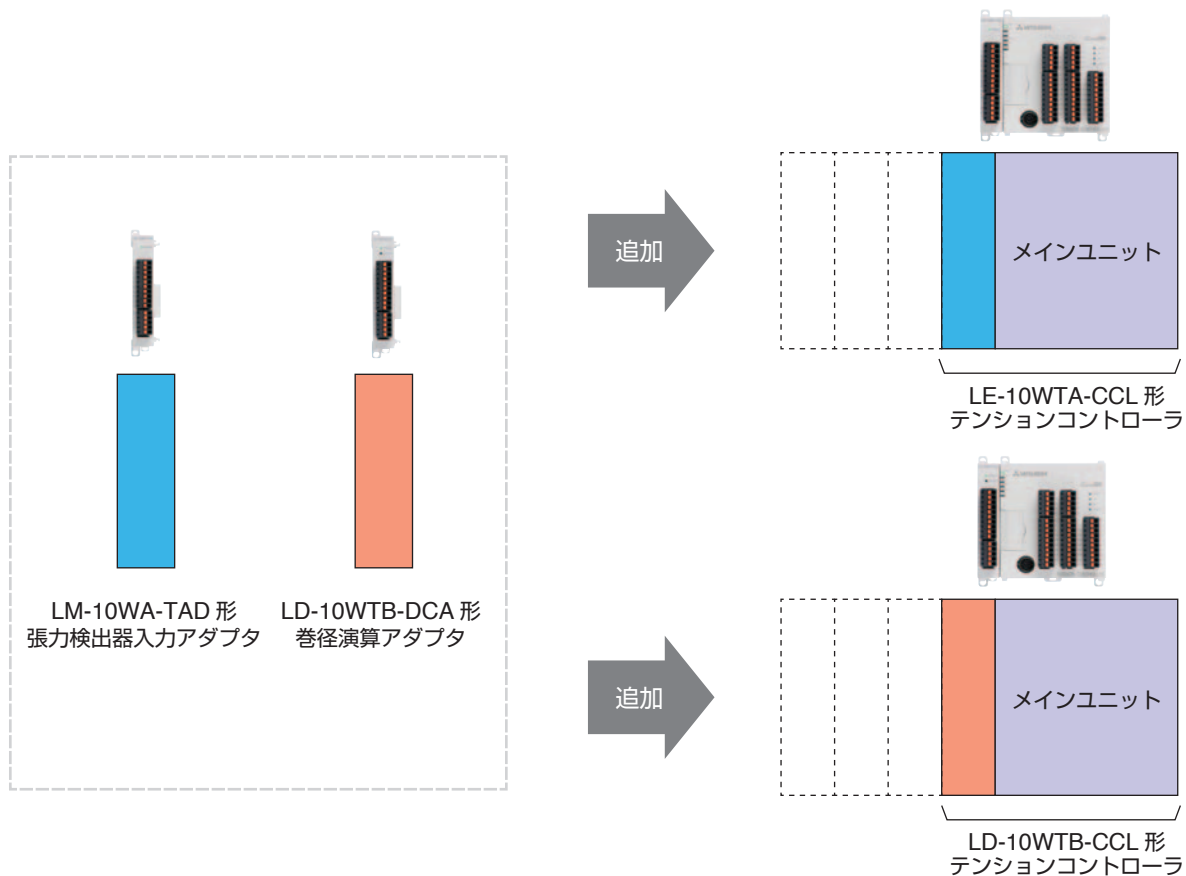 追加
メインユニット
LE-10WTA-CCL 形
テンションコントローラ
LM-10WA-TAD 形
張力検出器入力アダプタ
LD-10WTB-DCA 形
巻径演算アダプタ
追加
メインユニット
LD-10WTB-CCL 形
テンションコントローラ